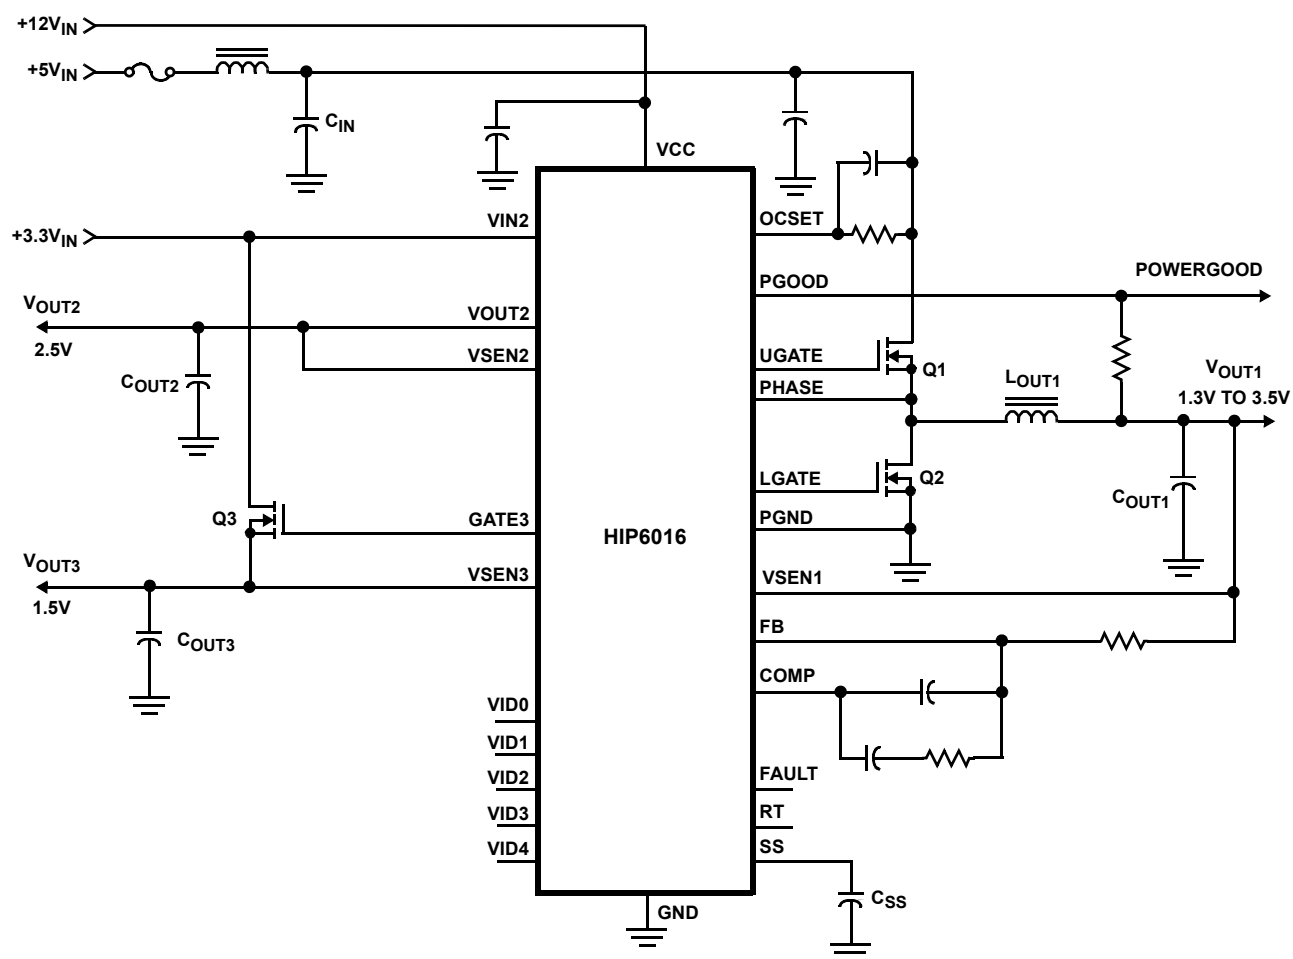 +12VIN
+5VIN
CIN
VCC
+3.3VIN
VIN2
OCSET
PGOOD
POWERGOOD
VOUT2
2.5V
VOUT2
VSEN2
COUT2
UGATE
Q1
PHASE
LOUT1
VOUT1
1.3V TO 3.5V
LGATE
Q2
COUT1
PGND
Q3
GATE3
HIP6016
VOUT3
1.5V
VSEN3
COUT3
VSEN1
FB
COMP
VID0
VID1
VID2
VID3
VID4
FAULT
RT
SS
CSS
GND